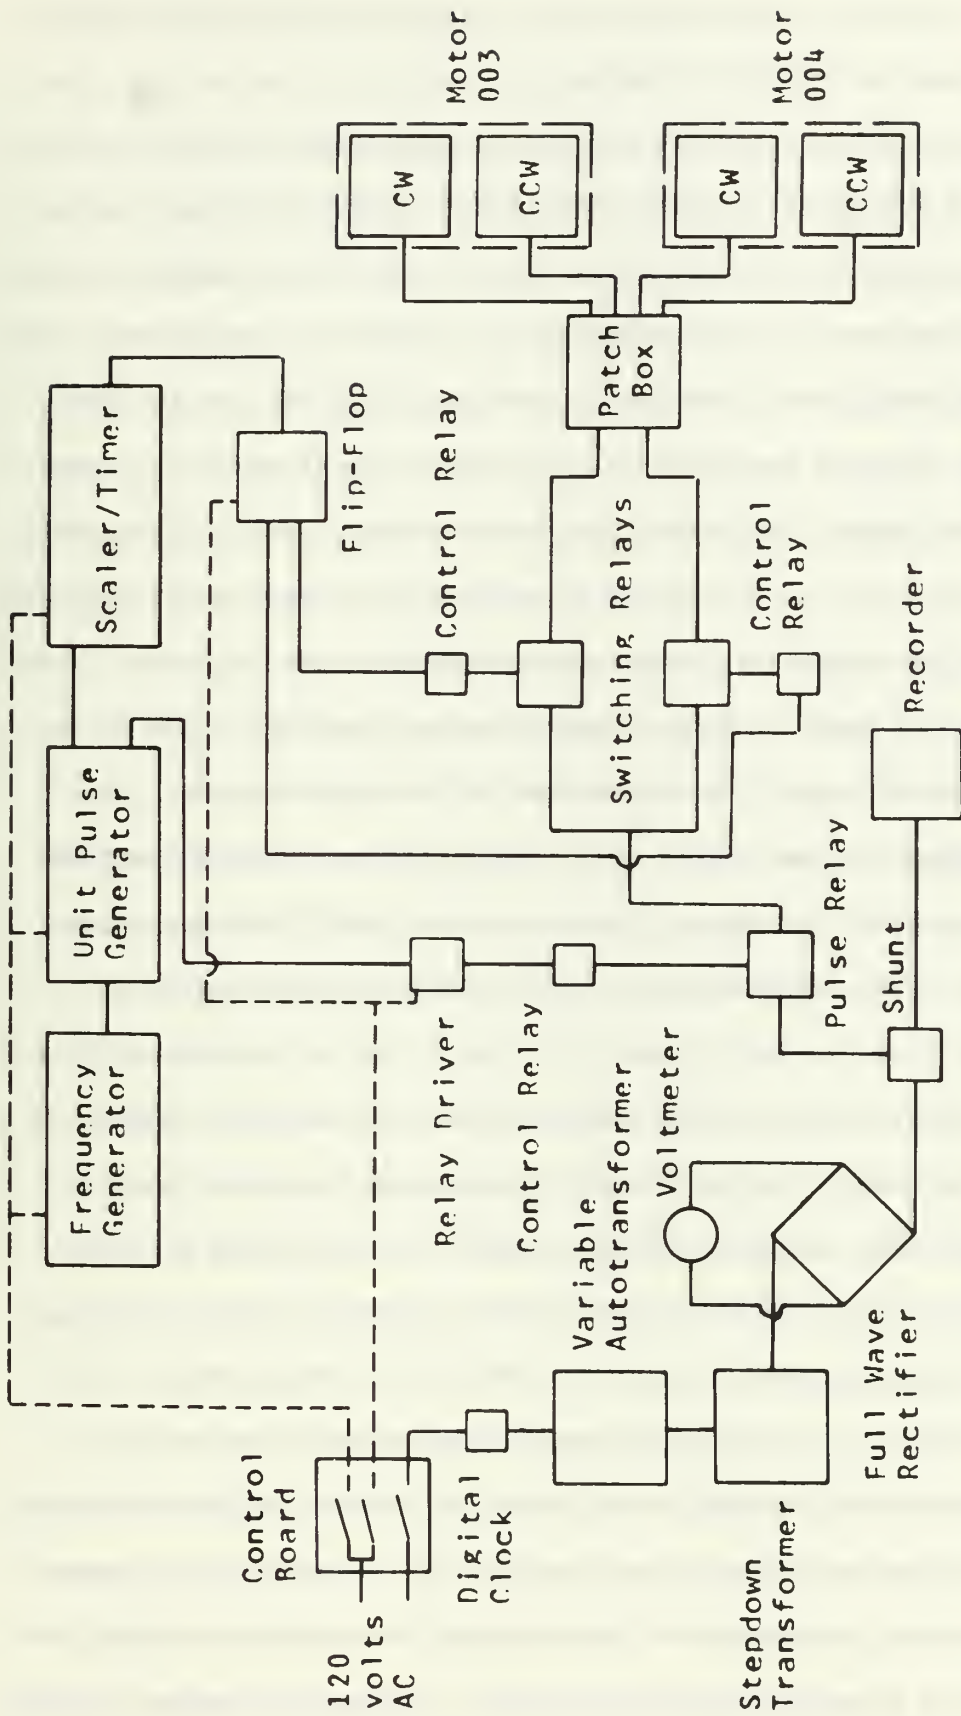 Frequency
Generator
Unit Pulse
Generator
Scaler/Timer
Flip-Flop
Control
Board
120
volts
AC
Digital
Clock
Relay Driver
Control Relay
Control Relay
Variable
Autotransformer
Voltmeter
Switching Relays
Patch
Box
CW
CCW
Motor
003
CW
CCW
Motor
004
Control
Relay
Pulse Relay
Shunt
Recorder
Stepdown
Transformer
Full Wave
Rectifier